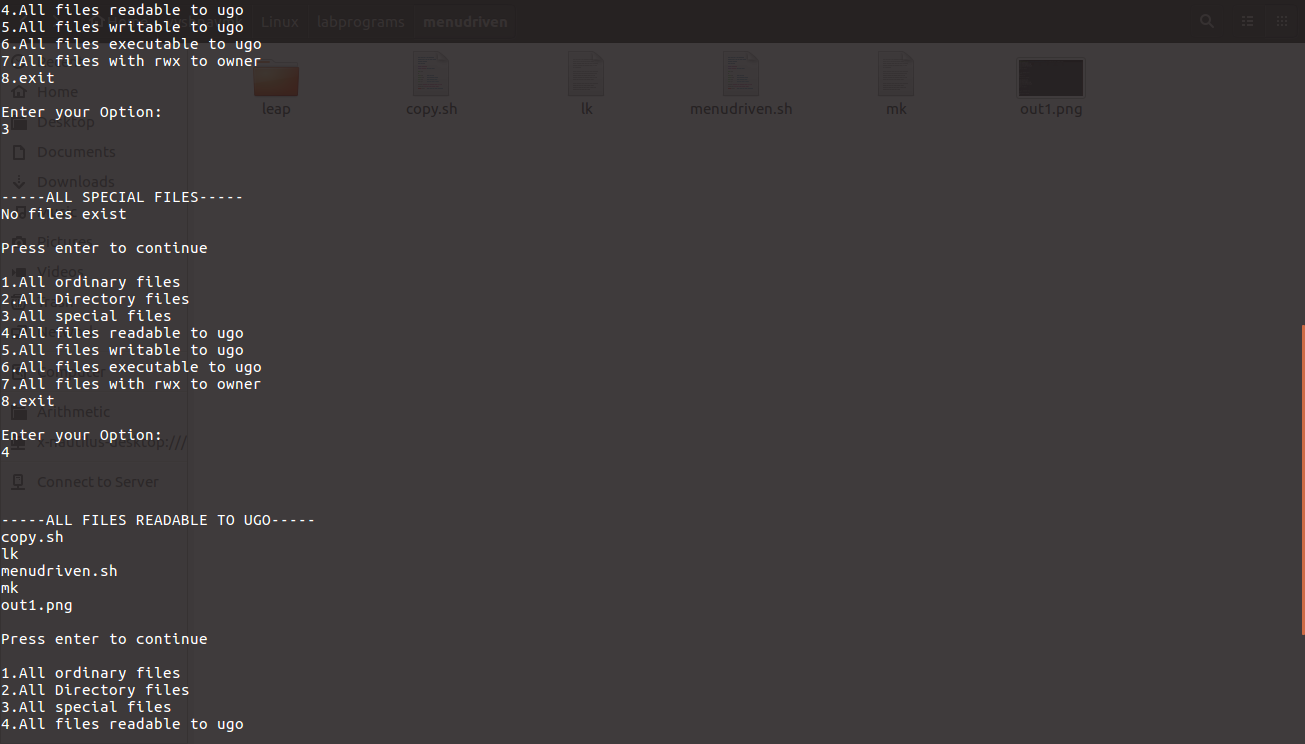 4.All files readable to ugo
5.All files writable to ugo
6.All files executable to ugo
7.All files with rwx to owner
8.exit
Enter your Option:
3
-----ALL SPECIAL FILES-----
No files exist
Press enter to continue
1.All ordinary files
2.All Directory files
3.All special files
4.All files readable to ugo
5.All files writable to ugo
6.All files executable to ugo
7.All files with rwx to owner
8.exit
Enter your Option:
4
-----ALL FILES READABLE TO UGO-----
copy.sh
lk
menudriven.sh
mk
out1.png
Press enter to continue
1.All ordinary files
2.All Directory files
3.All special files
4.All files readable to ugo
Linux labprograms menudriven
leap copy.sh lk menudriven.sh mk out1.png
Home
Desktop
Documents
Downloads
Videos
Arithmetic
Connect to Server